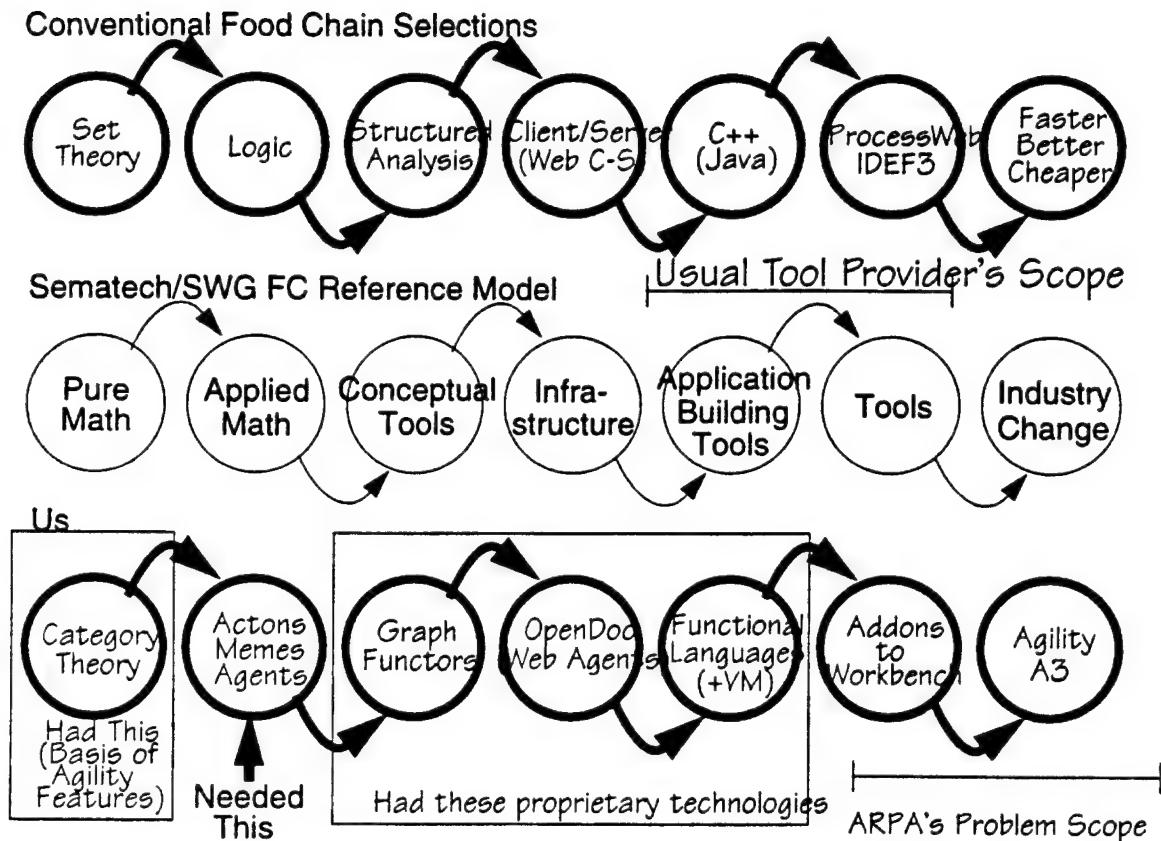 Conventional Food Chain Selections
Set
Theory
Logic
Structured
Analysis
Client/Server
(Web C-S
C++
(Java)
ProcessWeb
IDEF3
Faster
Better
Cheaper
Usual Tool Provider's Scope
Sematech/SWG FC Reference Model
Pure
Math
Applied
Math
Conceptual
Tools
Infra-
structure
Application
Building
Tools
Tools
Industry
Change
Us
Category
Theory
Actons
Memes
Agents
Graph
Functors
OpenDoc
Web Agents
Functional
Languages
(+VM)
Addons
to
Workbench
Agility
A3
Had This
(Basis of
Agility
Features)
Needed
This
Had these proprietary technologies
ARPA's Problem Scope